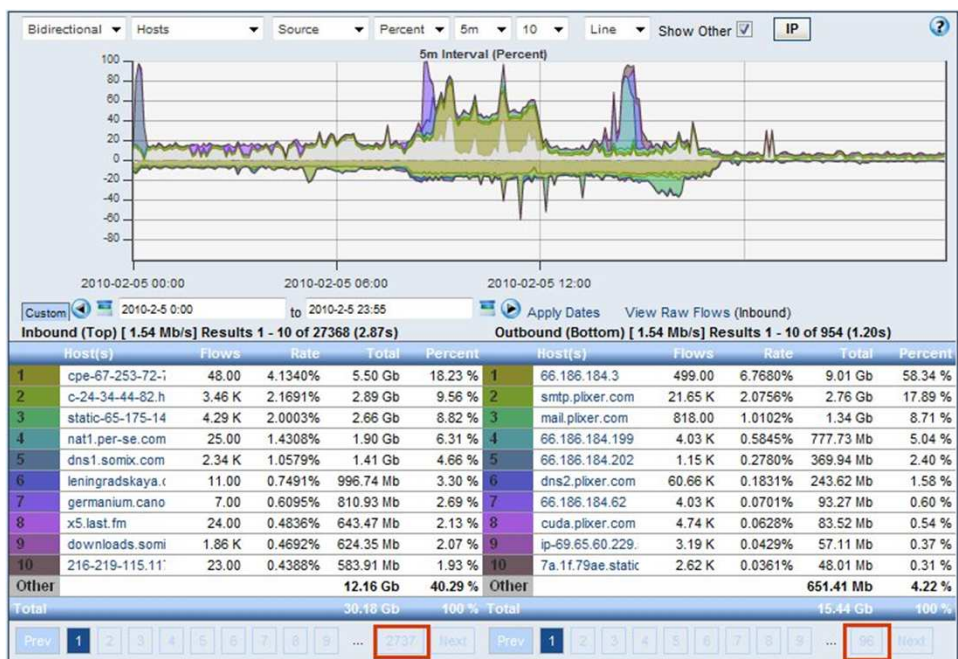 Bidirectional Hosts Source Percent 5m 10 Line Show Other IP ?
5m Interval (Percent)
100
80
60
40
20
0
-20
-40
-60
-80
2010-02-05 00:00 2010-02-05 06:00 2010-02-05 12:00
Custom 2010-2-5 0:00 to 2010-2-5 23:55 Apply Dates View Raw Flows (Inbound)
Inbound (Top) [ 1.54 Mb/s] Results 1 - 10 of 27368 (2.87s) Outbound (Bottom) [ 1.54 Mb/s] Results 1 - 10 of 954 (1.20s)
Host(s) Flows Rate Total Percent Host(s) Flows Rate Total Percent
1 cpe-67-253-72- 48.00 4.1340% 5.50 Gb 18.23 % 1 66.186.184.3 499.00 6.7680% 9.01 Gb 58.34 %
2 c-24-34-44-82.h 3.46 K 2.1691% 2.89 Gb 9.56 % 2 smtp.plixer.com 21.65 K 2.0756% 2.76 Gb 17.89 %
3 static-65-175-14 4.29 K 2.0003% 2.66 Gb 8.82 % 3 mail.plixer.com 818.00 1.0102% 1.34 Gb 8.71 %
4 nat1.per-se.com 25.00 1.4308% 1.90 Gb 6.31 % 4 66.186.184.199 4.03 K 0.5845% 777.73 Mb 5.04 %
5 dns1.somix.com 2.34 K 1.0579% 1.41 Gb 4.66 % 5 66.186.184.202 1.15 K 0.2780% 369.94 Mb 2.40 %
6 leningradskaya. 11.00 0.7491% 996.74 Mb 3.30 % 6 dns2.plixer.com 60.66 K 0.1831% 243.62 Mb 1.58 %
7 germanium.cano 7.00 0.6095% 810.93 Mb 2.69 % 7 66.186.184.62 4.03 K 0.0701% 93.27 Mb 0.60 %
8 x5.last.fm 24.00 0.4836% 643.47 Mb 2.13 % 8 cuda.plixer.com 4.74 K 0.0628% 83.52 Mb 0.54 %
9 downloads.somi 1.86 K 0.4692% 624.35 Mb 2.07 % 9 ip-69.65.60.229. 3.19 K 0.0429% 57.11 Mb 0.37 %
10 216-219-115.11 23.00 0.4388% 583.91 Mb 1.93 % 10 7a.1f.79ae.static 2.62 K 0.0361% 48.01 Mb 0.31 %
Other 12.16 Gb 40.29 % Other 651.41 Mb 4.22 %
Total 30.18 Gb 100 % Total 15.44 Gb 100 %
Prev 1 2 3 4 5 6 7 8 9 ... 2737 Next Prev 1 2 3 4 5 6 7 8 9 ... 96 Next